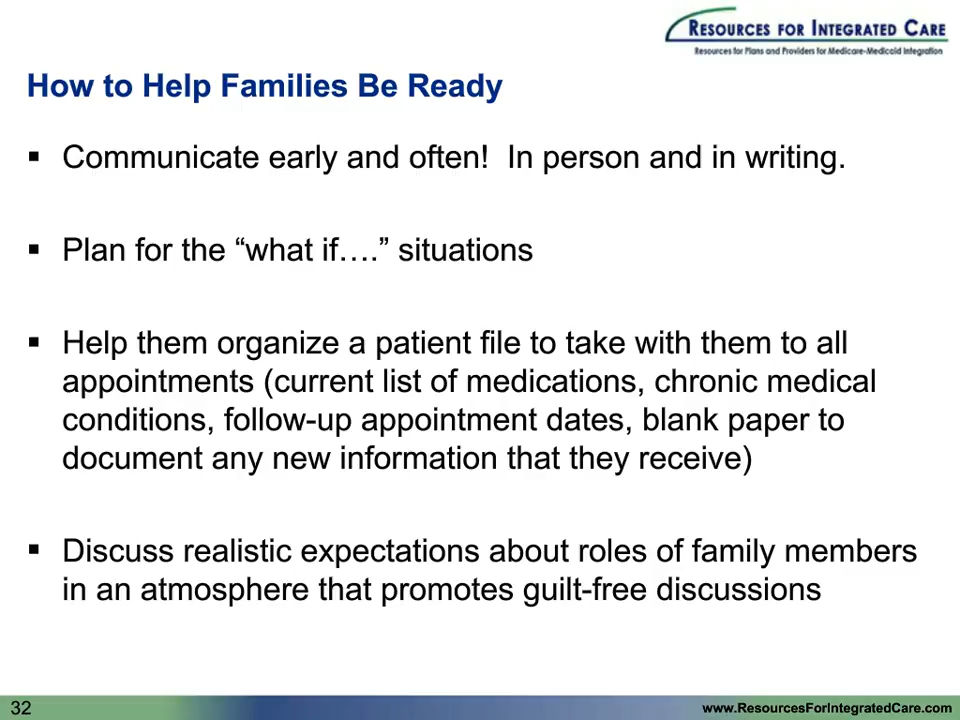 RESOURCES FOR INTEGRATED CARE
Resources for Plans and Providers for Medicare-Medicaid Integration
How to Help Families Be Ready
▪ Communicate early and often!  In person and in writing.
▪ Plan for the “what if….” situations
▪ Help them organize a patient file to take with them to all
appointments (current list of medications, chronic medical
conditions, follow-up appointment dates, blank paper to
document any new information that they receive)
▪ Discuss realistic expectations about roles of family members
in an atmosphere that promotes guilt-free discussions
32
www.ResourcesForIntegratedCare.com